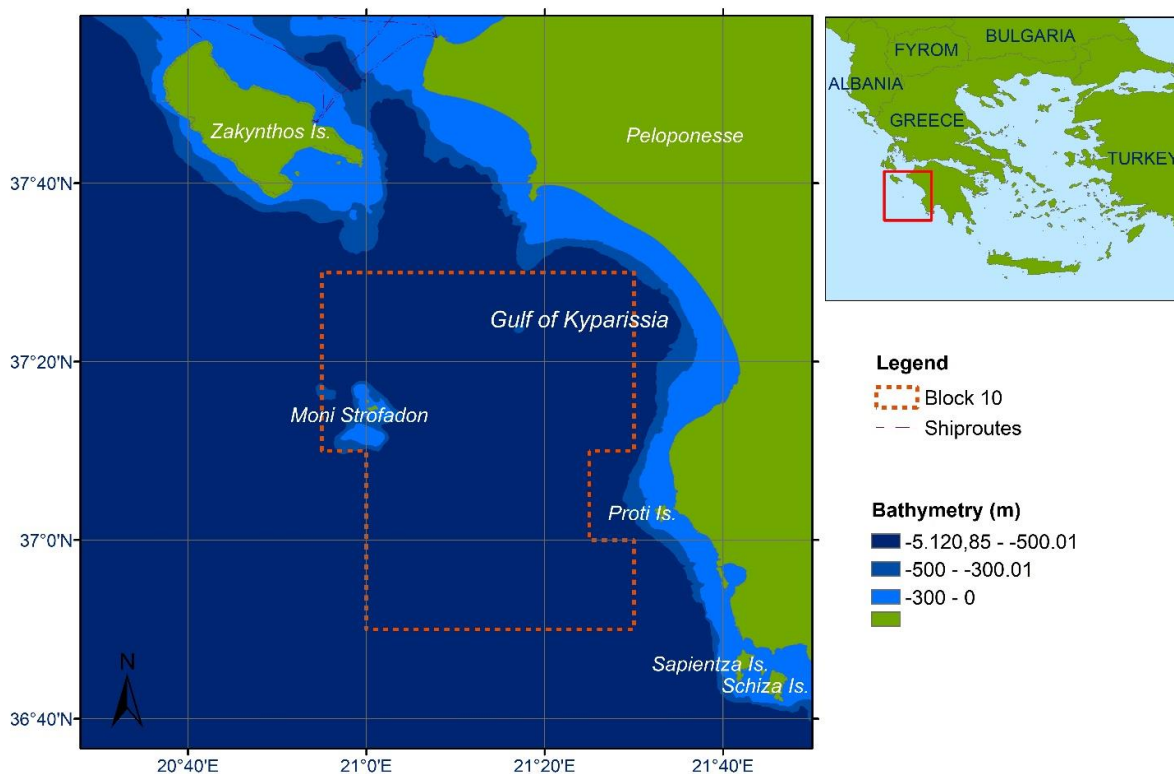 Zakynthos Is.
Peloponesse
37°40'N
Gulf of Kyparissia
37°20'N
Moni Strofadon
Proti Is.
37°0'N
Sapientza Is.
Schiza Is.
N
36°40'N
20°40'E
21°0'E
21°20'E
21°40'E
BULGARIA
FYROM
ALBANIA
GREECE
TURKEY
Legend
Block 10
Shiproutes
Bathymetry (m)
-5.120,85 - -500.01
-500 - -300.01
-300 - 0